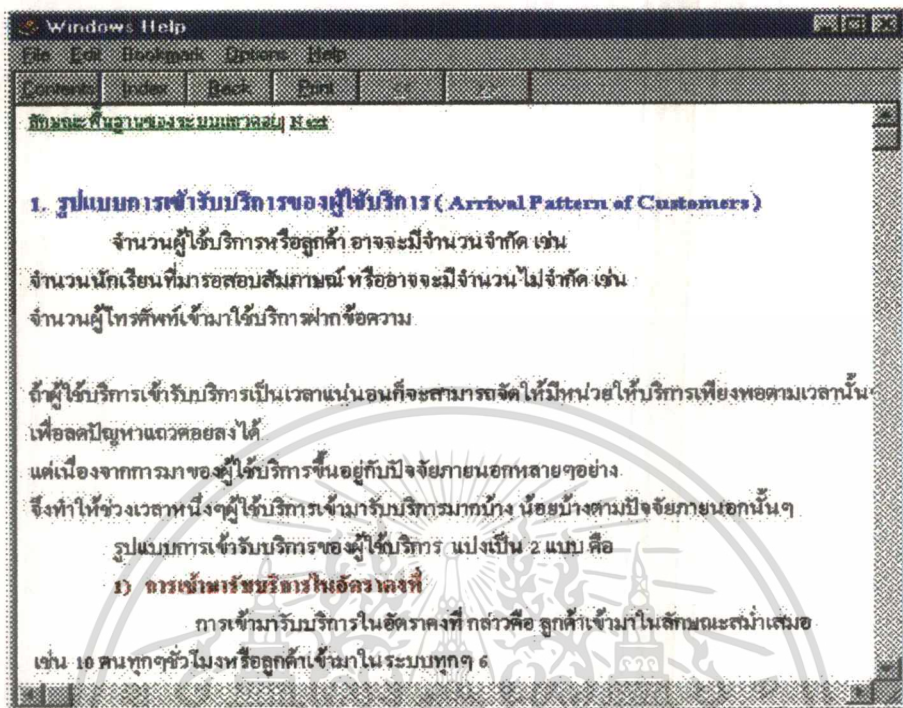 Windows Help
File Edit Bookmark Options Help
Contents Index Back Print << >>
ลักษณะพื้นฐานของระบบแถวคอย Next
1. รูปแบบการเข้ารับบริการของผู้ใช้บริการ ( Arrival Pattern of Customers )
จำนวนผู้ใช้บริการหรือลูกค้า อาจจะมีจำนวนจำกัด เช่น
จำนวนนักเรียนที่มารอสอบสัมภาษณ์ หรืออาจจะมีจำนวนไม่จำกัด เช่น
จำนวนผู้โทรศัพท์เข้ามาใช้บริการฝากข้อความ
ถ้าผู้ใช้บริการเข้ารับบริการเป็นเวลาแน่นอนก็จะสามารถจัดให้มีหน่วยให้บริการเพียงพอตามเวลานั้น
เพื่อลดปัญหาแถวคอยลงได้
แต่เนื่องจากการมาของผู้ใช้บริการขึ้นอยู่กับปัจจัยภายนอกหลายๆอย่าง
จึงทำให้ช่วงเวลาหนึ่งๆผู้ใช้บริการเข้ามารับบริการมากบ้าง น้อยบ้างตามปัจจัยภายนอกนั้นๆ
รูปแบบการเข้ารับบริการของผู้ใช้บริการ แบ่งเป็น 2 แบบ คือ
1) การเข้ามารับบริการในอัตราคงที่
การเข้ามารับบริการในอัตราคงที่ กล่าวคือ ลูกค้าเข้ามาในลักษณะสม่ำเสมอ
เช่น 10 คนทุกๆชั่วโมงหรือลูกค้าเข้ามาในระบบทุกๆ 6